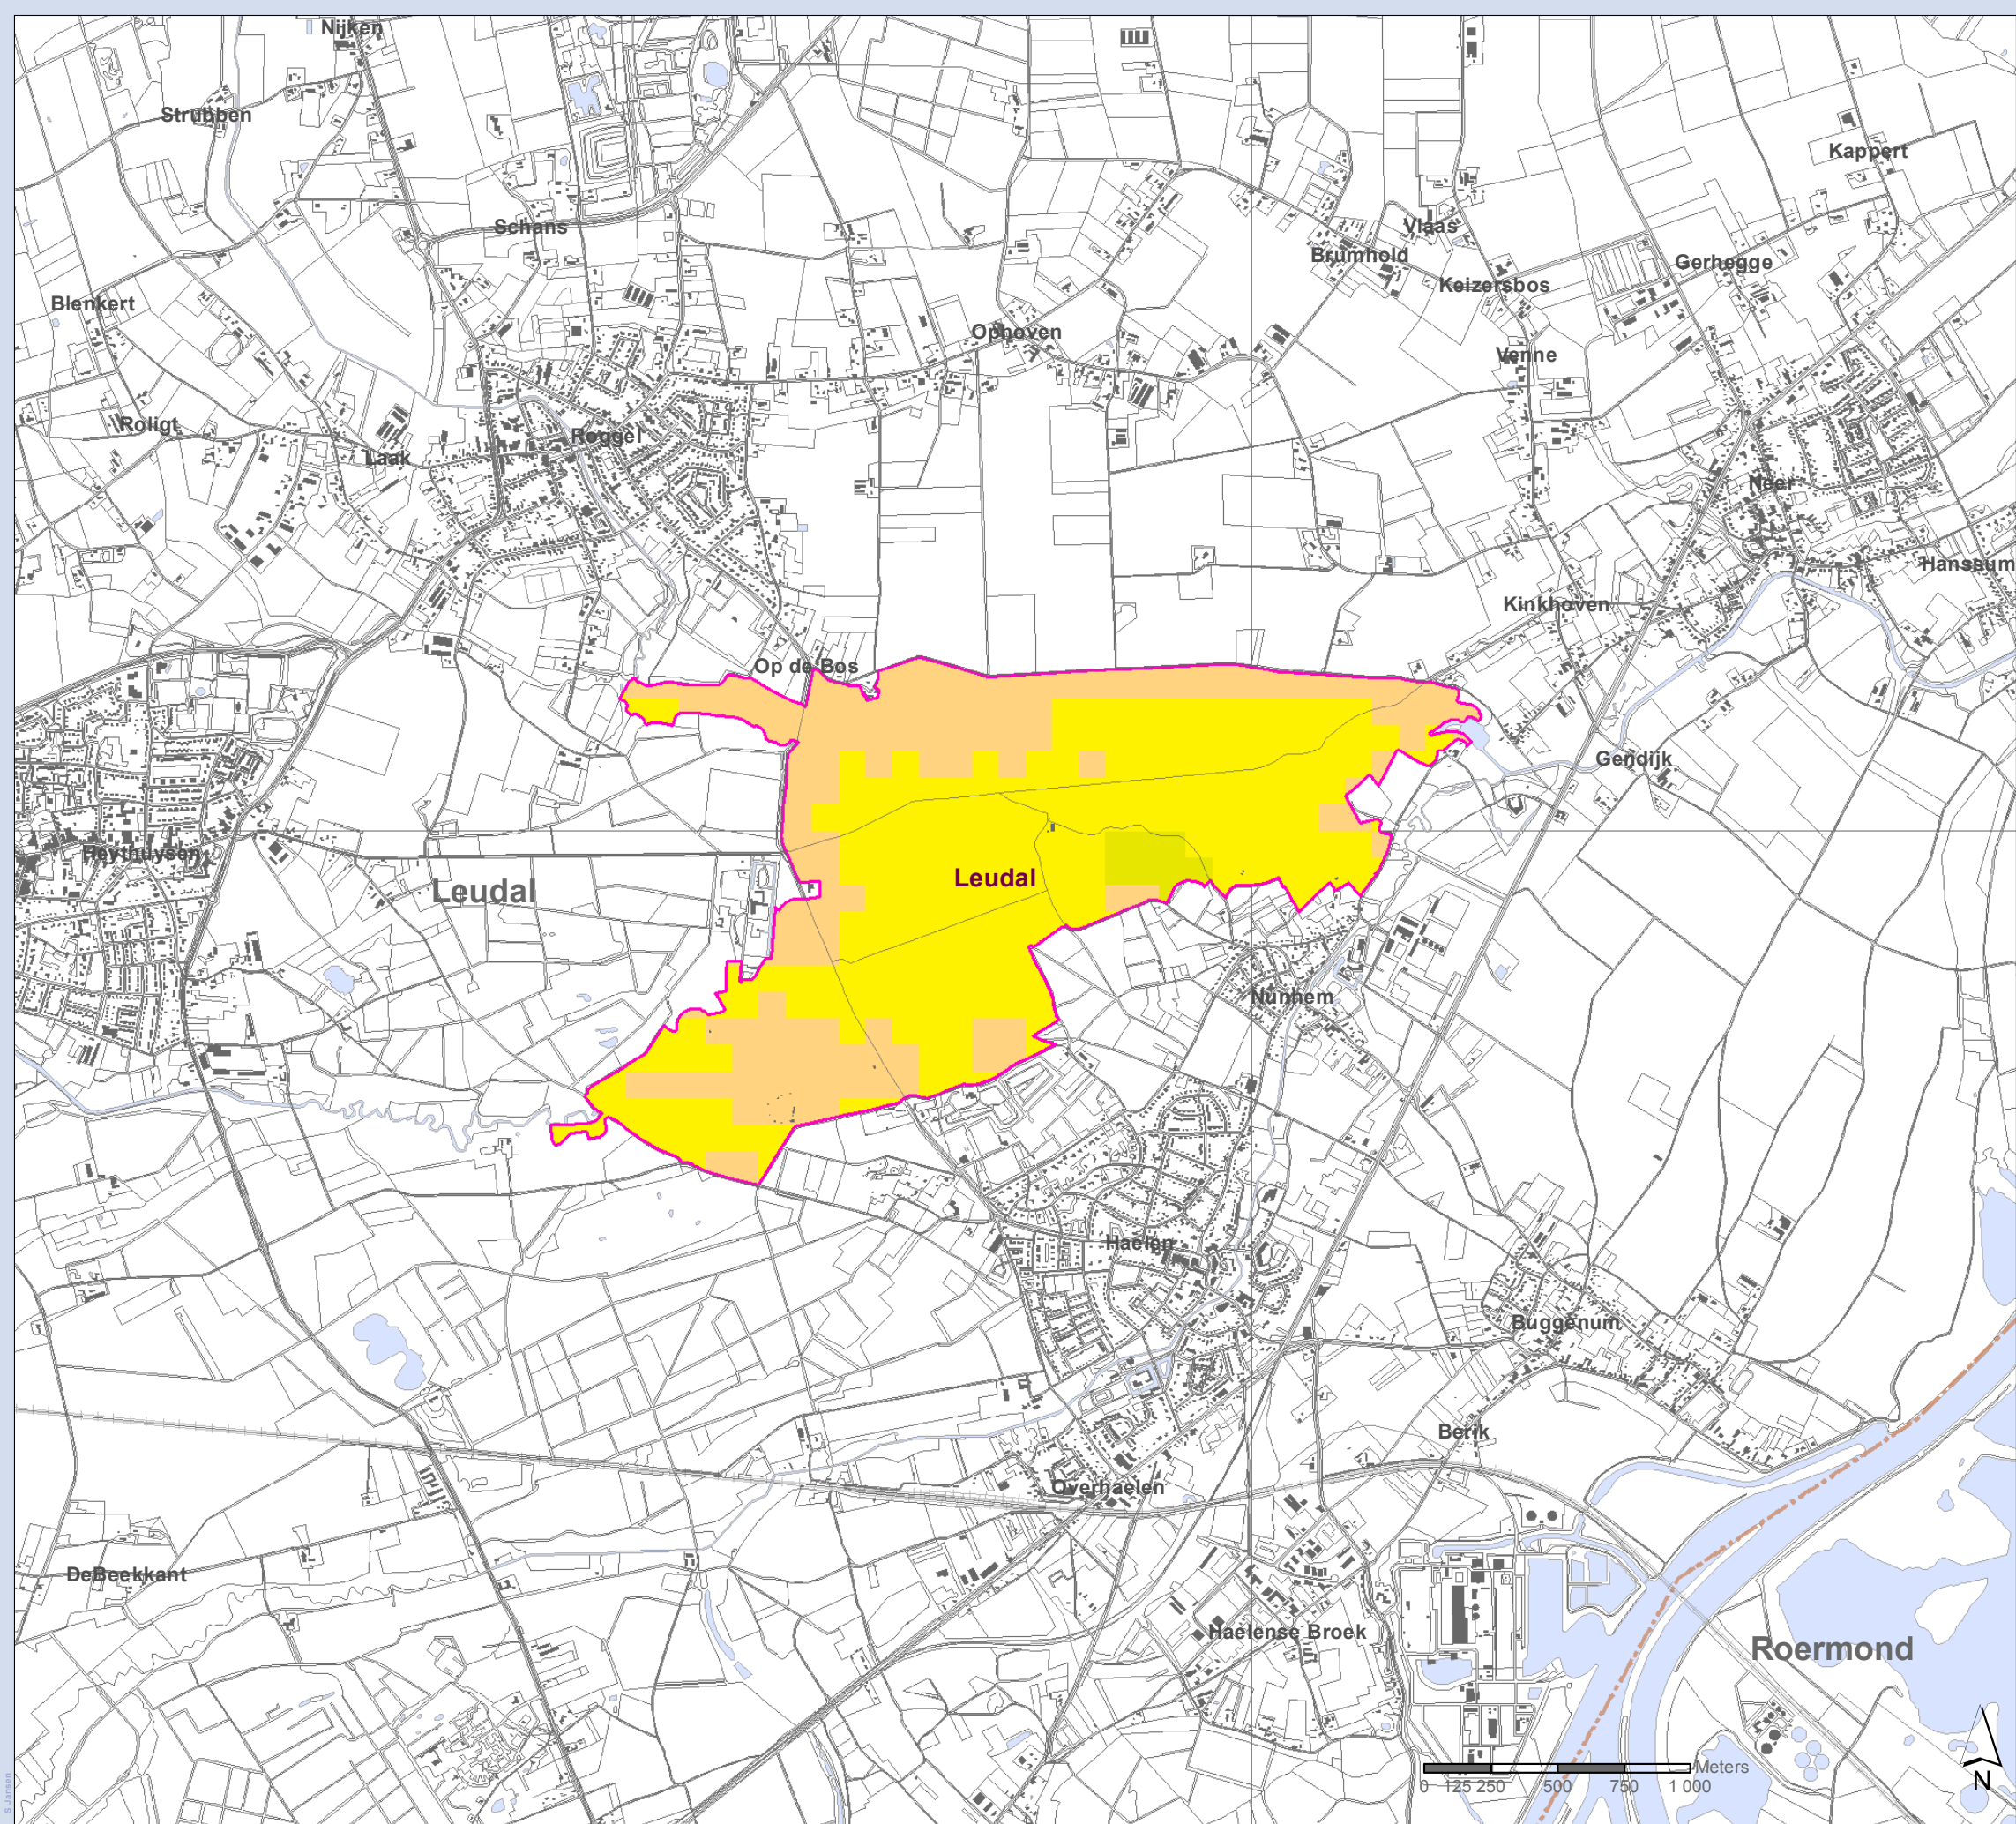 Nijken
Strubben
Kappert
Schans
Vlaas
Brumhold
Gerhegge
Keizersbos
Blenkert
Ophoven
Venne
Roligt
Roggel
Laak
Neer
Hanssum
Kinkhoven
Op de Bos
Gendijk
Heythuysen
Leudal
Leudal
Nunhem
Haelen
Buggenum
Berik
Overhaelen
DeBeekkant
Haelense Broek
Roermond
Meters
0 125 250 500 750 1 000
N
S Jansen